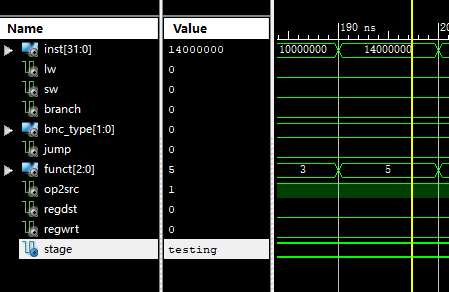 Name Value 190 ns 20
inst[31:0] 14000000 10000000 14000000
lw 0
sw 0
branch 0
bnc_type[1:0] 0
jump 0
funct[2:0] 5 3 5
op2src 1
regdst 0
regwrt 0
stage testing